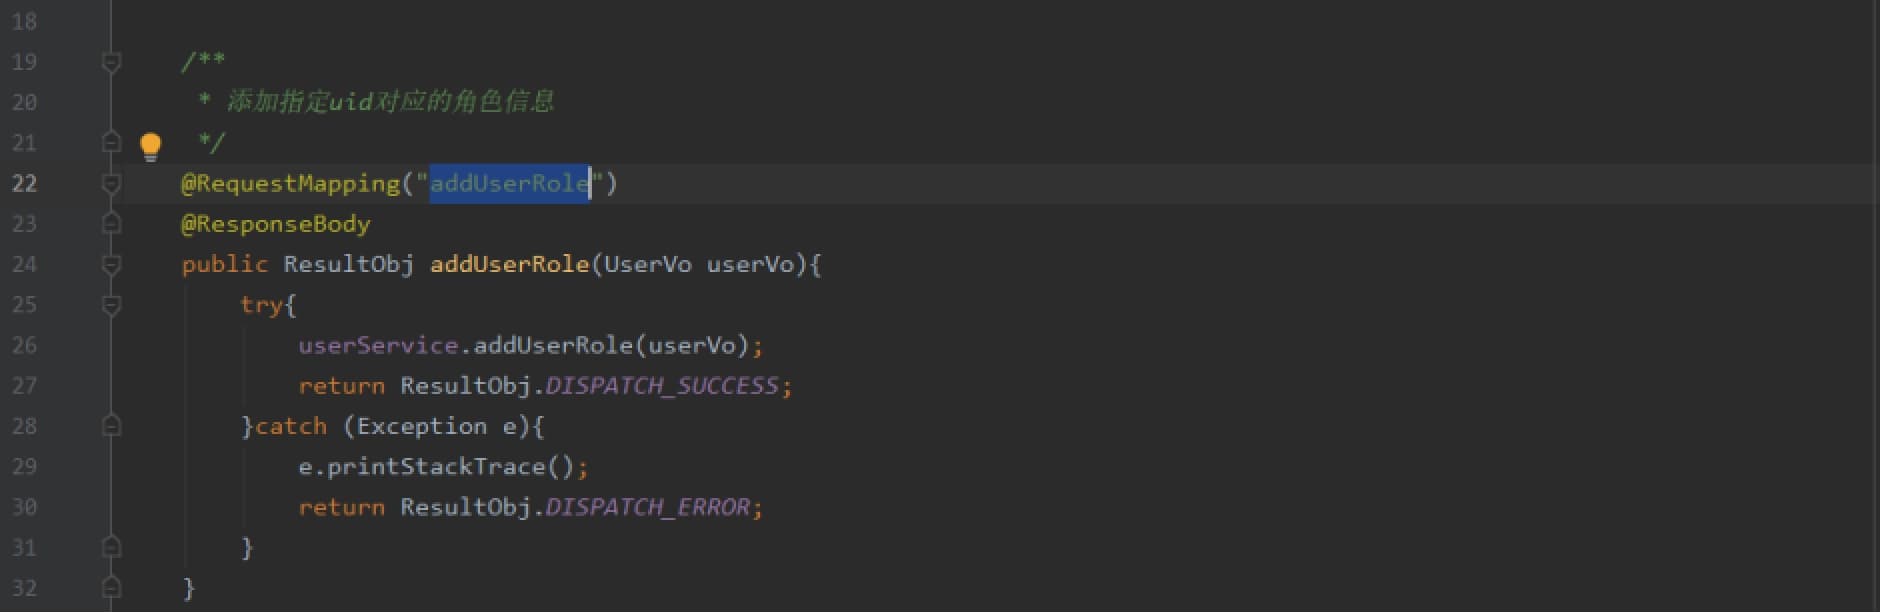 18
19 /**
20 * 添加指定uid对应的角色信息
21 */
22 @RequestMapping("addUserRole")
23 @ResponseBody
24 public ResultObj addUserRole(UserVo userVo){
25 try{
26 userService.addUserRole(userVo);
27 return ResultObj.DISPATCH_SUCCESS;
28 }catch (Exception e){
29 e.printStackTrace();
30 return ResultObj.DISPATCH_ERROR;
31 }
32 }